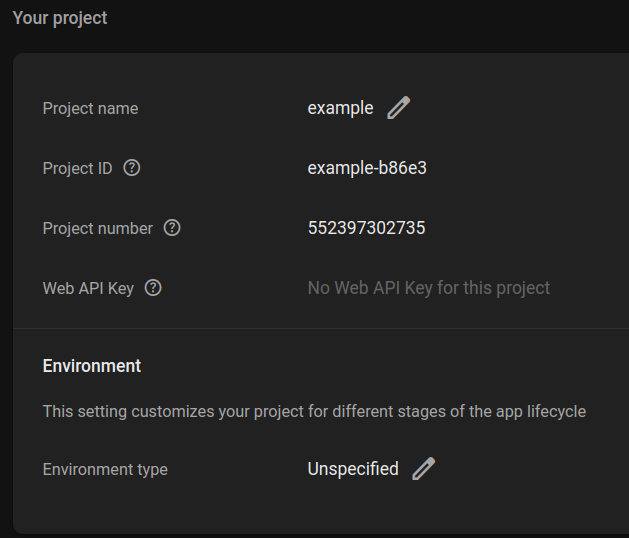 Your project
Project name example
Project ID example-b86e3
Project number 552397302735
Web API Key No Web API Key for this project
Environment
This setting customizes your project for different stages of the app lifecycle
Environment type Unspecified